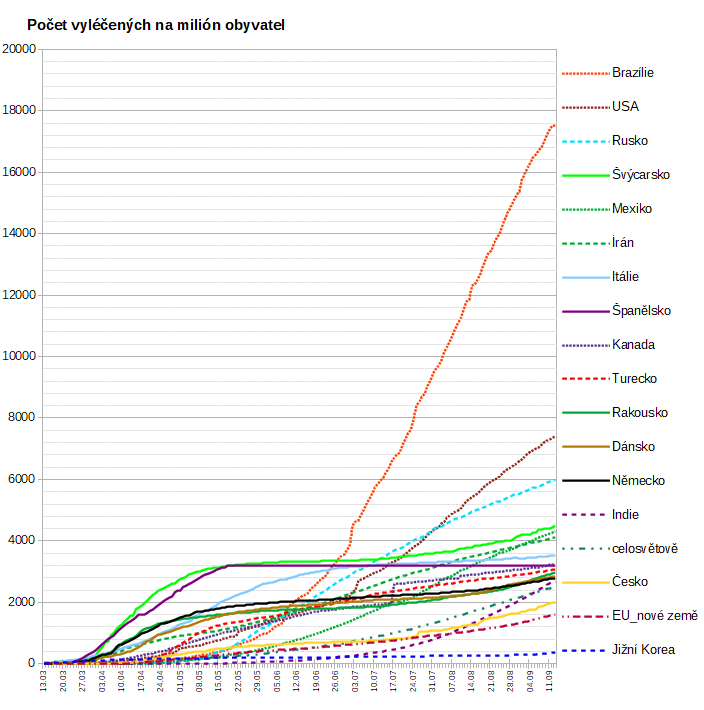 Počet vyléčených na milión obyvatel
20000
18000
16000
14000
12000
10000
8000
6000
4000
2000
0
13.03
20.03
27.03
03.04
10.04
17.04
24.04
01.05
08.05
15.05
22.05
29.05
05.06
12.06
19.06
26.06
03.07
10.07
17.07
24.07
31.07
07.08
14.08
21.08
28.08
04.09
11.09
Brazílie
USA
Rusko
Švýcarsko
Mexiko
Írán
Itálie
Španělsko
Kanada
Turecko
Rakousko
Dánsko
Německo
Indie
celosvětově
Česko
EU_nové země
Jižní Korea